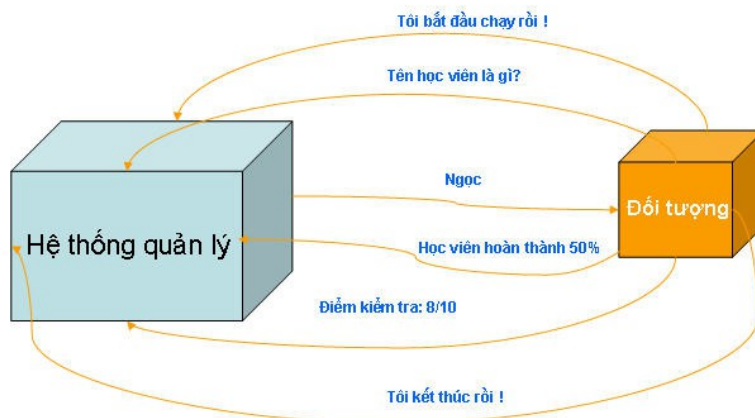 Tôi bắt đầu chạy rồi !
Tên học viên là gì?
Ngọc
Đối tượng
Hệ thống quản lý
Học viên hoàn thành 50%
Điểm kiểm tra: 8/10
Tôi kết thúc rồi !